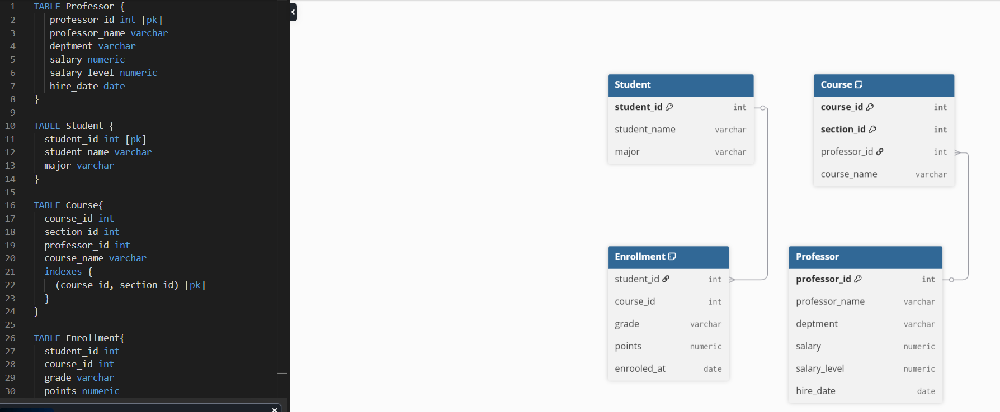 1 TABLE Professor {
2 professor_id int [pk]
3 professor_name varchar
4 deptment varchar
5 salary numeric
6 salary_level numeric
7 hire_date date
8 }
9
10 TABLE Student {
11 student_id int [pk]
12 student_name varchar
13 major varchar
14 }
15
16 TABLE Course{
17 course_id int
18 section_id int
19 professor_id int
20 course_name varchar
21 indexes {
22 (course_id, section_id) [pk]
23 }
24 }
25
26 TABLE Enrollment{
27 student_id int
28 course_id int
29 grade varchar
30 points numeric
Student
student_id int
student_name varchar
major varchar
Course
course_id int
section_id int
professor_id int
course_name varchar
Enrollment
student_id int
course_id int
grade varchar
points numeric
enrooled_at date
Professor
professor_id int
professor_name varchar
deptment varchar
salary numeric
salary_level numeric
hire_date date